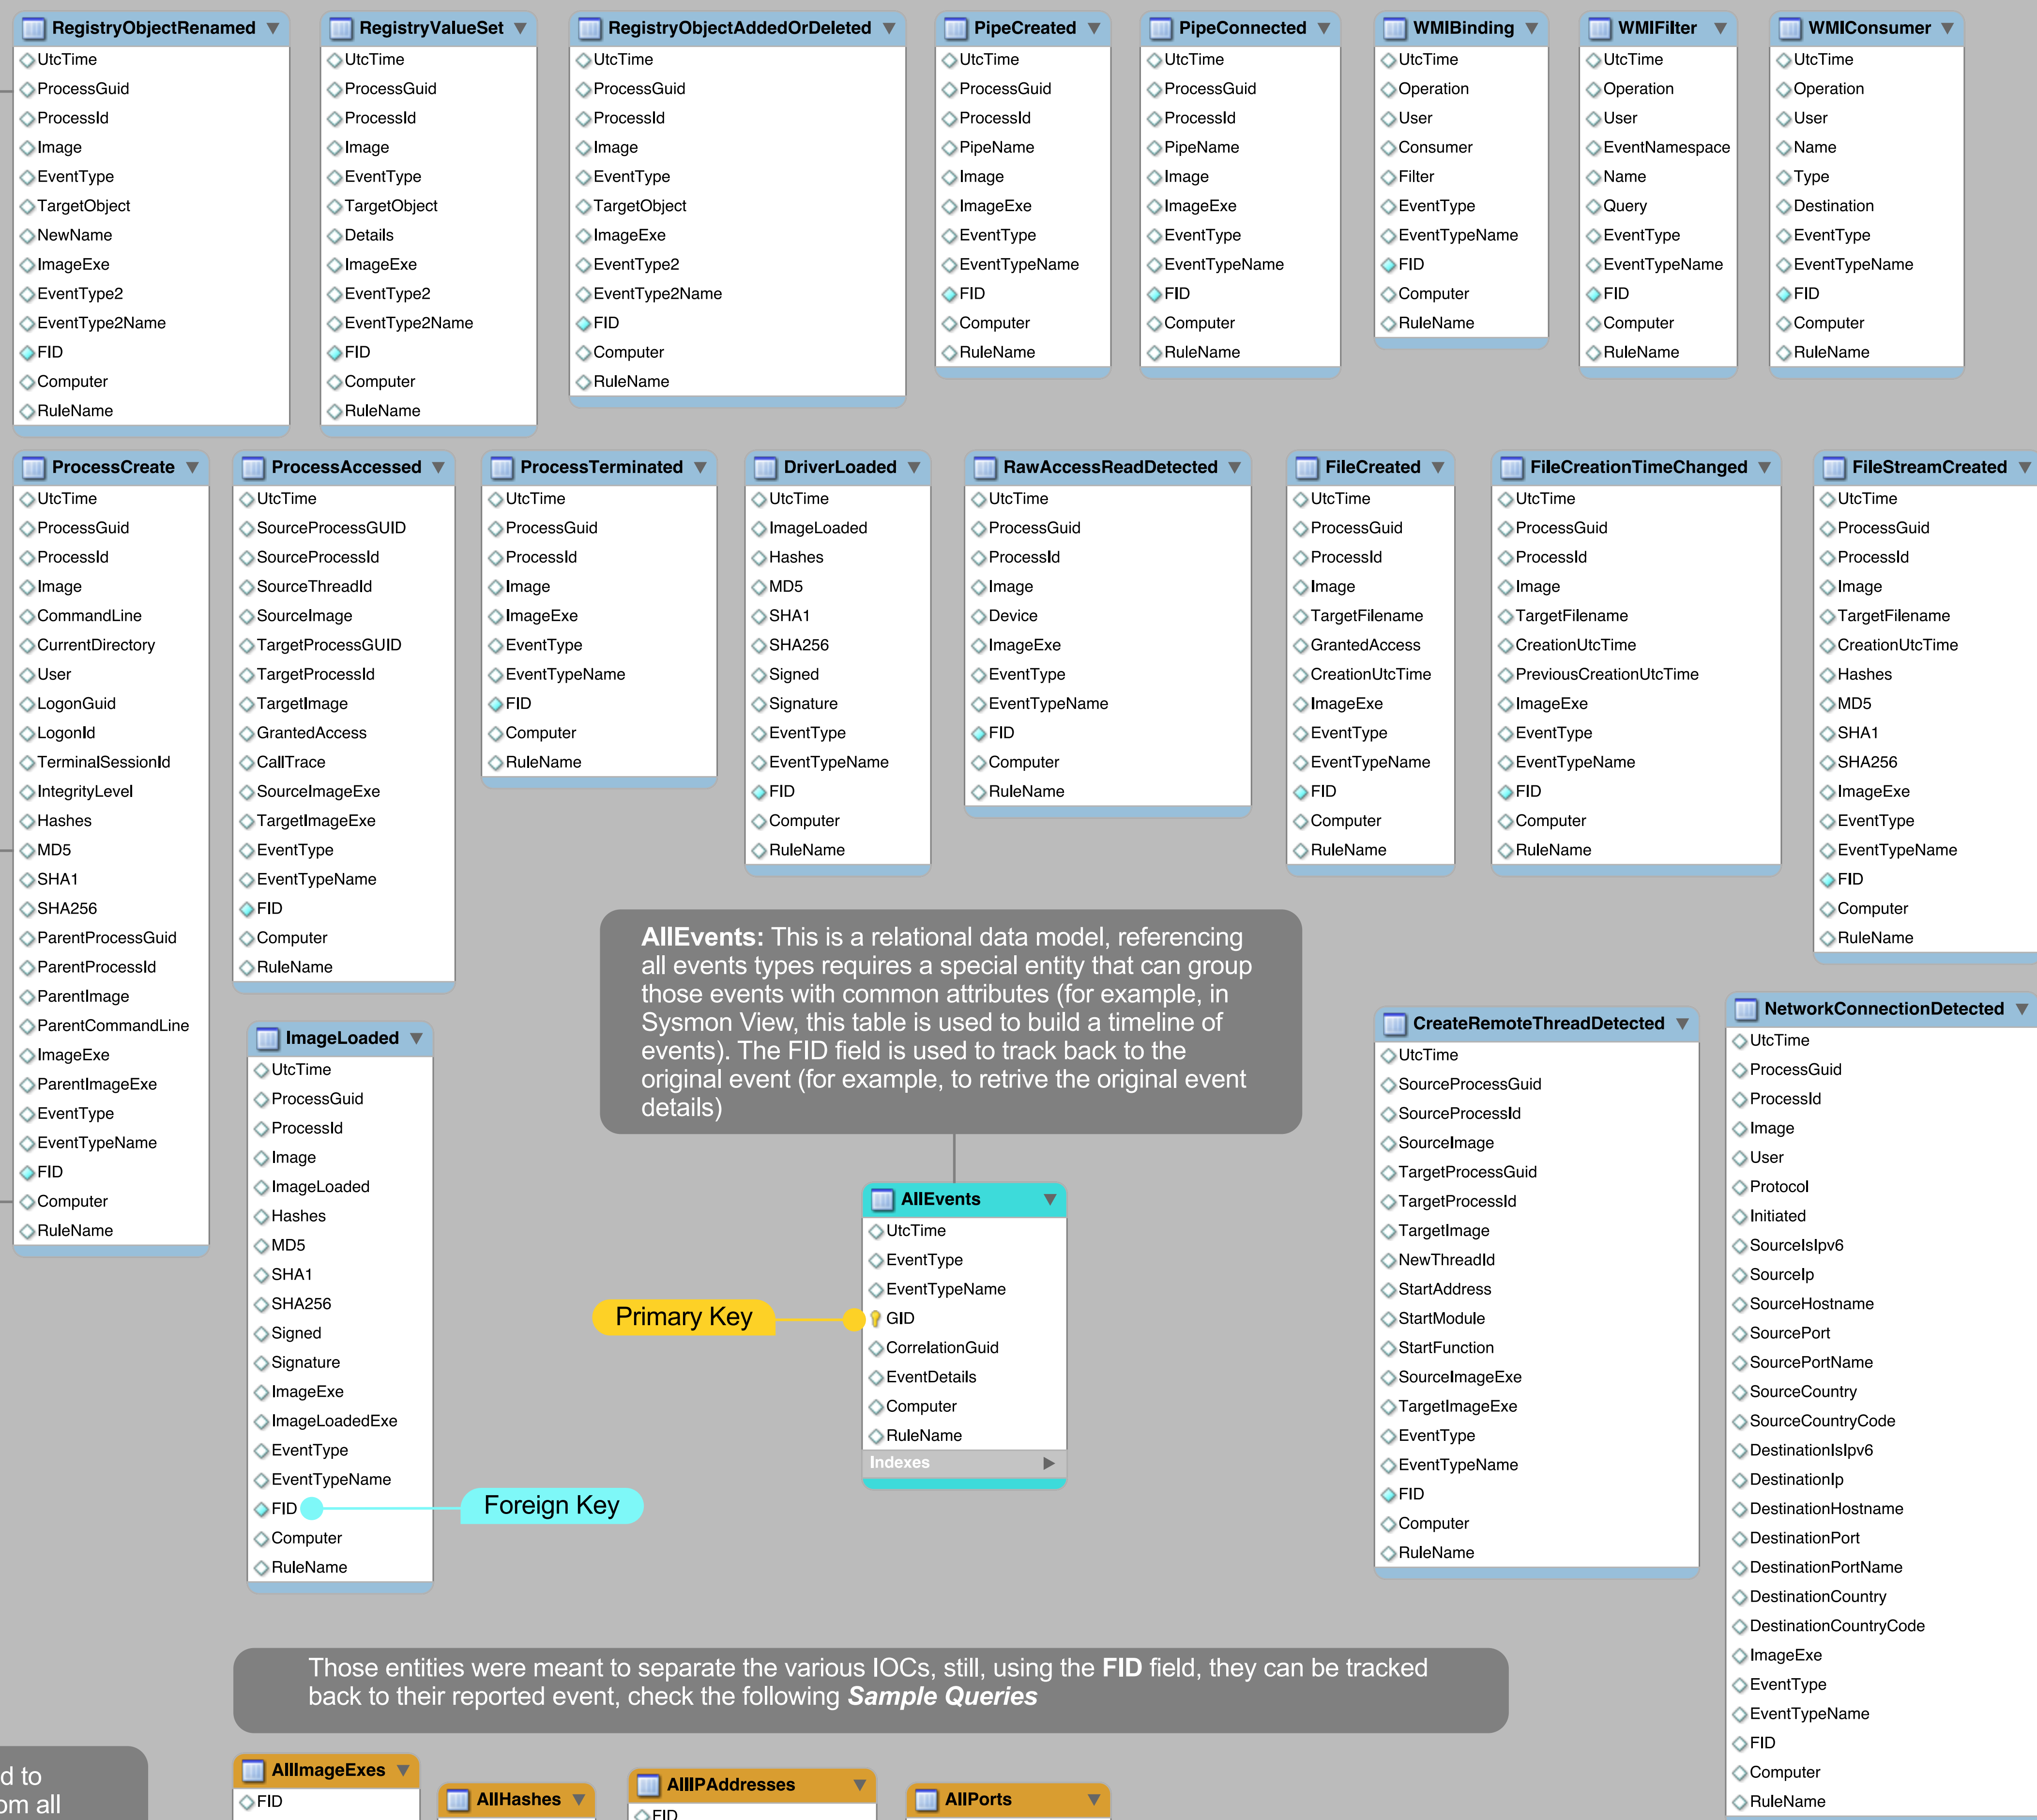 RegistryObjectRenamed
UtcTime
ProcessGuid
ProcessId
Image
EventType
TargetObject
NewName
ImageExe
EventType2
EventType2Name
FID
Computer
RuleName
RegistryValueSet
UtcTime
ProcessGuid
ProcessId
Image
EventType
TargetObject
Details
ImageExe
EventType2
EventType2Name
FID
Computer
RuleName
RegistryObjectAddedOrDeleted
UtcTime
ProcessGuid
ProcessId
Image
EventType
TargetObject
ImageExe
EventType2
EventType2Name
FID
Computer
RuleName
PipeCreated
UtcTime
ProcessGuid
ProcessId
PipeName
Image
ImageExe
EventType
EventTypeName
FID
Computer
RuleName
PipeConnected
UtcTime
ProcessGuid
ProcessId
PipeName
Image
ImageExe
EventType
EventTypeName
FID
Computer
RuleName
WMIBinding
UtcTime
Operation
User
Consumer
Filter
EventType
EventTypeName
FID
Computer
RuleName
WMIFilter
UtcTime
Operation
User
EventNamespace
Name
Query
EventType
EventTypeName
FID
Computer
RuleName
WMIConsumer
UtcTime
Operation
User
Name
Type
Destination
EventType
EventTypeName
FID
Computer
RuleName
ProcessCreate
UtcTime
ProcessGuid
ProcessId
Image
CommandLine
CurrentDirectory
User
LogonGuid
LogonId
TerminalSessionId
IntegrityLevel
Hashes
MD5
SHA1
SHA256
ParentProcessGuid
ParentProcessId
ParentImage
ParentCommandLine
ImageExe
ParentImageExe
EventType
EventTypeName
FID
Computer
RuleName
ProcessAccessed
UtcTime
SourceProcessGUID
SourceProcessId
SourceThreadId
SourceImage
TargetProcessGUID
TargetProcessId
TargetImage
GrantedAccess
CallTrace
SourceImageExe
TargetImageExe
EventType
EventTypeName
FID
Computer
RuleName
ProcessTerminated
UtcTime
ProcessGuid
ProcessId
Image
ImageExe
EventType
EventTypeName
FID
Computer
RuleName
DriverLoaded
UtcTime
ImageLoaded
Hashes
MD5
SHA1
SHA256
Signed
Signature
EventType
EventTypeName
FID
Computer
RuleName
RawAccessReadDetected
UtcTime
ProcessGuid
ProcessId
Image
Device
ImageExe
EventType
EventTypeName
FID
Computer
RuleName
FileCreated
UtcTime
ProcessGuid
ProcessId
Image
TargetFilename
GrantedAccess
CreationUtcTime
ImageExe
EventType
EventTypeName
FID
Computer
RuleName
FileCreationTimeChanged
UtcTime
ProcessGuid
ProcessId
Image
TargetFilename
CreationUtcTime
PreviousCreationUtcTime
ImageExe
EventType
EventTypeName
FID
Computer
RuleName
FileStreamCreated
UtcTime
ProcessGuid
ProcessId
Image
TargetFilename
CreationUtcTime
Hashes
MD5
SHA1
SHA256
ImageExe
EventType
EventTypeName
FID
Computer
RuleName
AllEvents: This is a relational data model, referencing
all events types requires a special entity that can group
those events with common attributes (for example, in
Sysmon View, this table is used to build a timeline of
events). The FID field is used to track back to the
original event (for example, to retrive the original event
details)
ImageLoaded
UtcTime
ProcessGuid
ProcessId
Image
ImageLoaded
Hashes
MD5
SHA1
SHA256
Signed
Signature
ImageExe
ImageLoadedExe
EventType
EventTypeName
FID
Computer
RuleName
Foreign Key
Primary Key
AllEvents
UtcTime
EventType
EventTypeName
GID
CorrelationGuid
EventDetails
Computer
RuleName
Indexes
CreateRemoteThreadDetected
UtcTime
SourceProcessGuid
SourceProcessId
SourceImage
TargetProcessGuid
TargetProcessId
TargetImage
NewThreadId
StartAddress
StartModule
StartFunction
SourceImageExe
TargetImageExe
EventType
EventTypeName
FID
Computer
RuleName
NetworkConnectionDetected
UtcTime
ProcessGuid
ProcessId
Image
User
Protocol
Initiated
SourceIsIpv6
SourceIp
SourceHostname
SourcePort
SourcePortName
SourceCountry
SourceCountryCode
DestinationIsIpv6
DestinationIp
DestinationHostname
DestinationPort
DestinationPortName
DestinationCountry
DestinationCountryCode
ImageExe
EventType
EventTypeName
FID
Computer
RuleName
Those entities were meant to separate the various IOCs, still, using the FID field, they can be tracked
back to their reported event, check the following Sample Queries
d to
om all
AllImageExes
FID
AllHashes
AllIPAddresses
FID
AllPorts